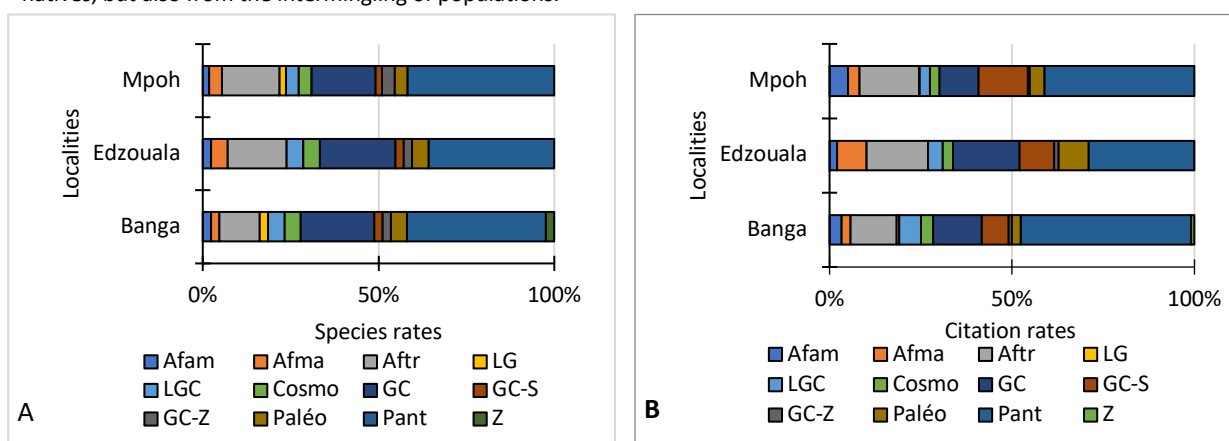 natives, but also from the intermingling of populations.
Localities
Mpoh
Edzouala
Banga
0% 50% 100%
Species rates
Afam Afma Aftr LG
LGC Cosmo GC GC-S
GC-Z Paléo Pant Z
A
Localities
Mpoh
Edzouala
Banga
0% 50% 100%
Citation rates
Afam Afma Aftr LG
LGC Cosmo GC GC-S
GC-Z Paléo Pant Z
B